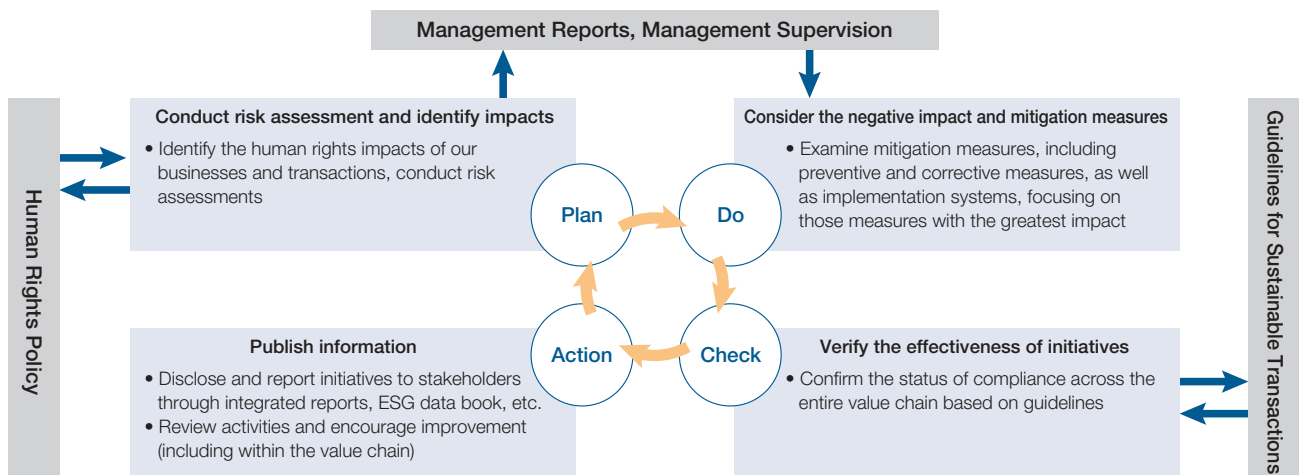 Management Reports, Management Supervision
Human Rights Policy
Conduct risk assessment and identify impacts
• Identify the human rights impacts of our
businesses and transactions, conduct risk
assessments
Plan
Do
Consider the negative impact and mitigation measures
• Examine mitigation measures, including
preventive and corrective measures, as well
as implementation systems, focusing on
those measures with the greatest impact
Publish information
• Disclose and report initiatives to stakeholders
through integrated reports, ESG data book, etc.
• Review activities and encourage improvement
(including within the value chain)
Action
Check
Verify the effectiveness of initiatives
• Confirm the status of compliance across the
entire value chain based on guidelines
Guidelines for Sustainable Transactions